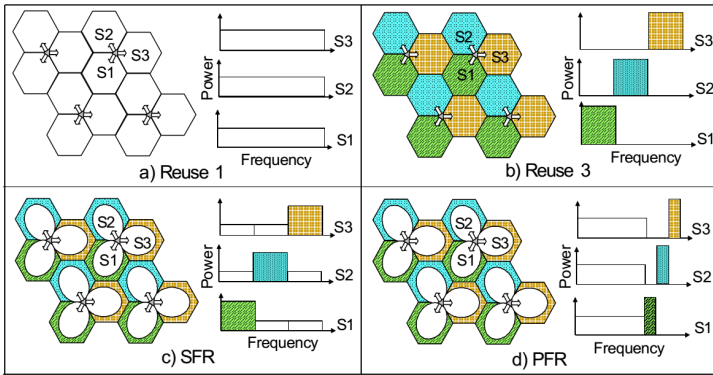 S2
S3
S1
Power
S3
S2
S1
Frequency
a) Reuse 1
S2
S3
S1
Power
S3
S2
S1
Frequency
b) Reuse 3
S2
S3
S1
Power
S3
S2
S1
Frequency
c) SFR
S2
S3
S1
Power
S3
S2
S1
Frequency
d) PFR